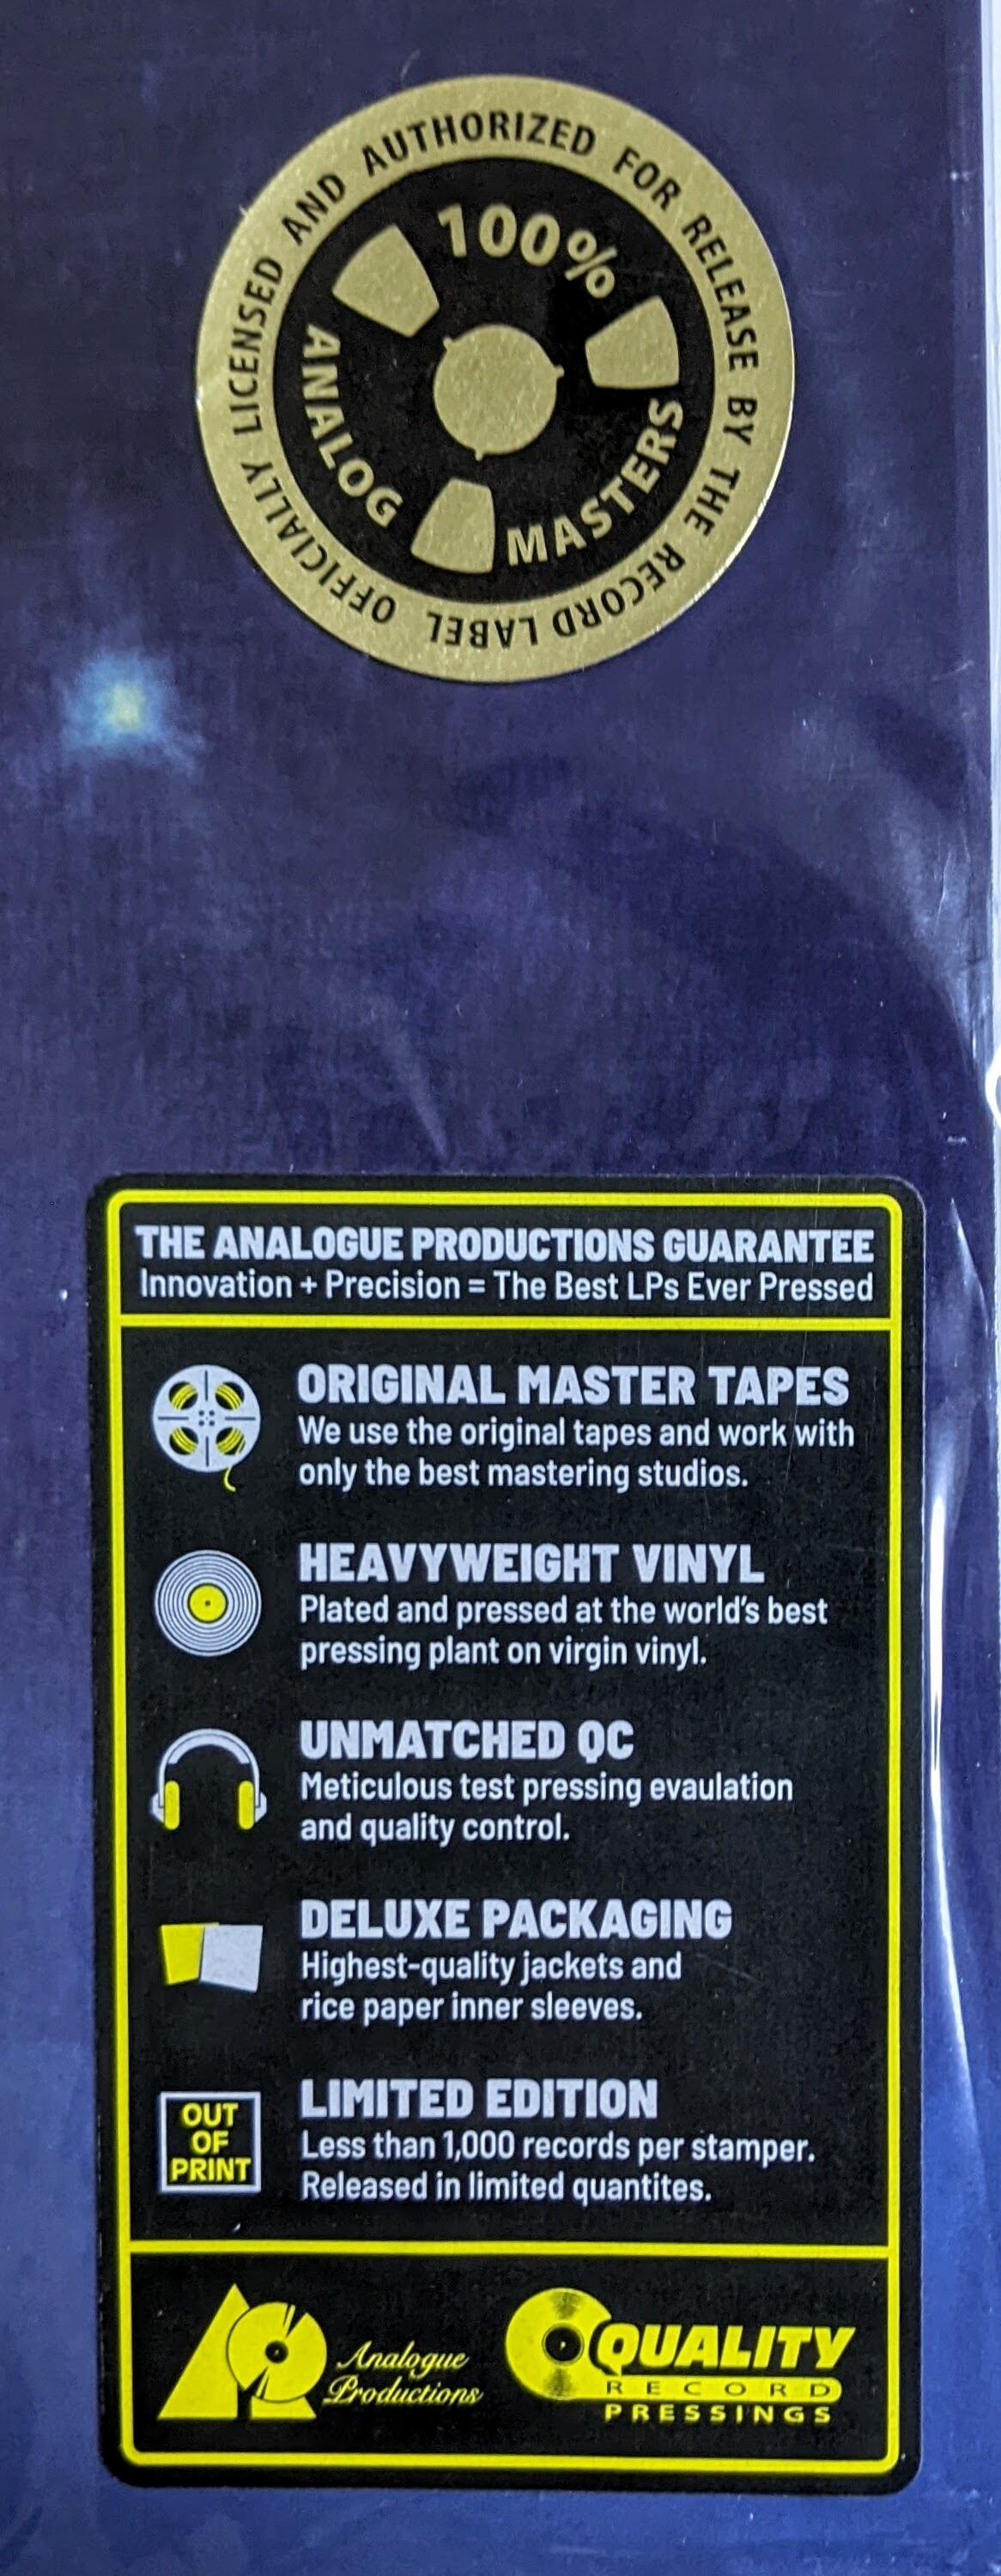 OFFICIALLY LICENSED AND AUTHORIZED FOR RELEASE BY THE RECORD LABEL
100%
ANALOG
MASTERS
THE ANALOGUE PRODUCTIONS GUARANTEE
Innovation + Precision = The Best LPs Ever Pressed
ORIGINAL MASTER TAPES
We use the original tapes and work with
only the best mastering studios.
HEAVYWEIGHT VINYL
Plated and pressed at the world's best
pressing plant on virgin vinyl.
UNMATCHED QC
Meticulous test pressing evaulation
and quality control.
DELUXE PACKAGING
Highest-quality jackets and
rice paper inner sleeves.
OUT
OF
PRINT
LIMITED EDITION
Less than 1,000 records per stamper.
Released in limited quantites.
Analogue
Productions
QUALITY
RECORD
PRESSINGS